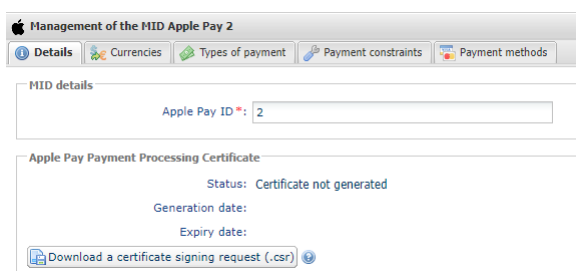 Management of the MID Apple Pay 2
Details Currencies Types of payment Payment constraints Payment methods
MID details
Apple Pay ID*: 2
Apple Pay Payment Processing Certificate
Status: Certificate not generated
Generation date:
Expiry date:
Download a certificate signing request (.csr)